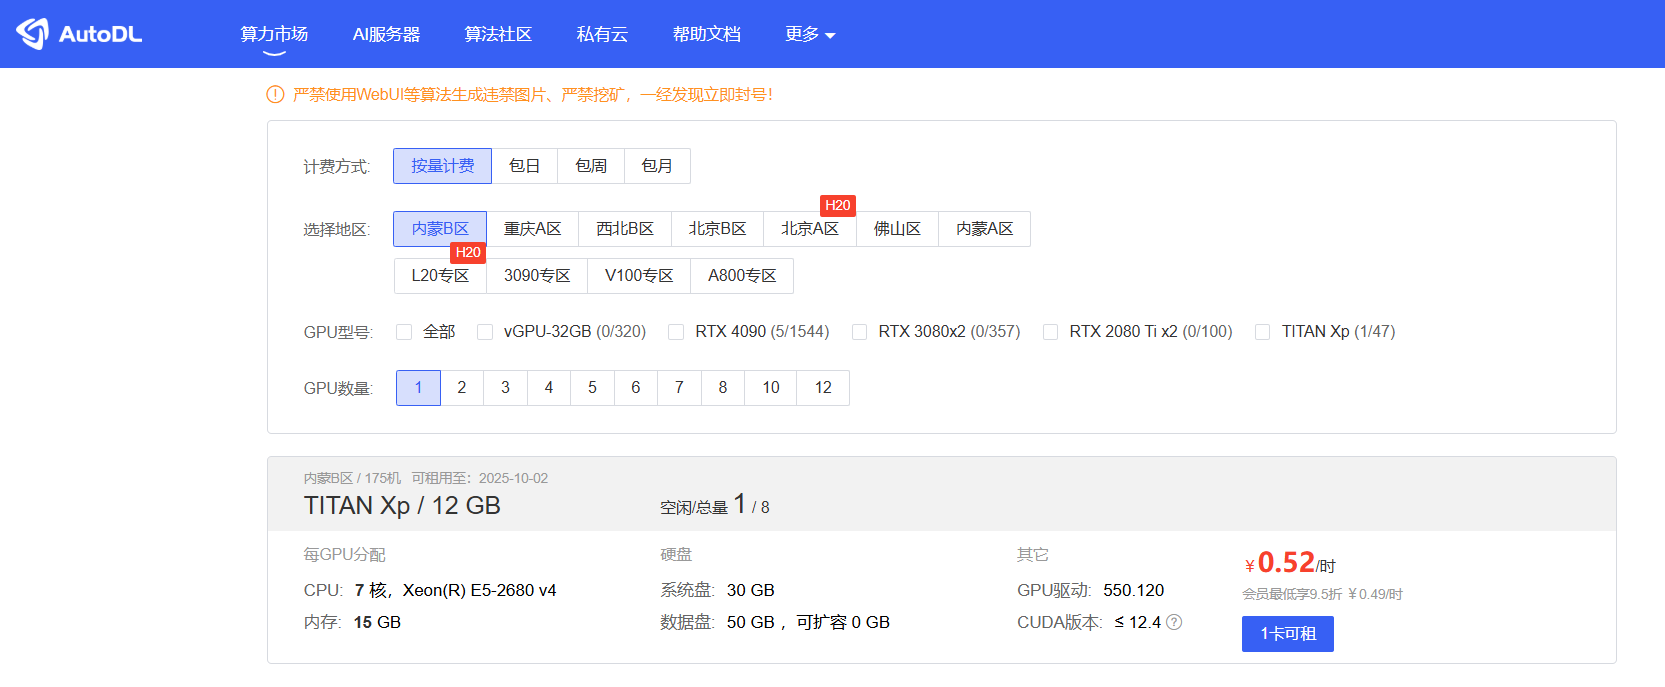 AutoDL 算力市场 AI服务器 算法社区 私有云 帮助文档 更多
严禁使用WebUI等算法生成违禁图片、严禁挖矿，一经发现立即封号!
计费方式: 按量计费 包日 包周 包月
H20
选择地区: 内蒙B区 重庆A区 西北B区 北京B区 北京A区 佛山区 内蒙A区
H20
L20专区 3090专区 V100专区 A800专区
GPU型号: 全部 vGPU-32GB (0/320) RTX 4090 (5/1544) RTX 3080x2 (0/357) RTX 2080 Ti x2 (0/100) TITAN Xp (1/47)
GPU数量: 1 2 3 4 5 6 7 8 10 12
内蒙B区 / 175机 可租用至：2025-10-02
TITAN Xp / 12 GB 空闲/总量 1 / 8
每GPU分配 硬盘 其它
¥0.52/时
CPU: 7 核，Xeon(R) E5-2680 v4 系统盘: 30 GB GPU驱动: 550.120
会员最低享9.5折 ¥0.49/时
内存: 15 GB 数据盘: 50 GB ，可扩容 0 GB CUDA版本: ≤ 12.4
1卡可租